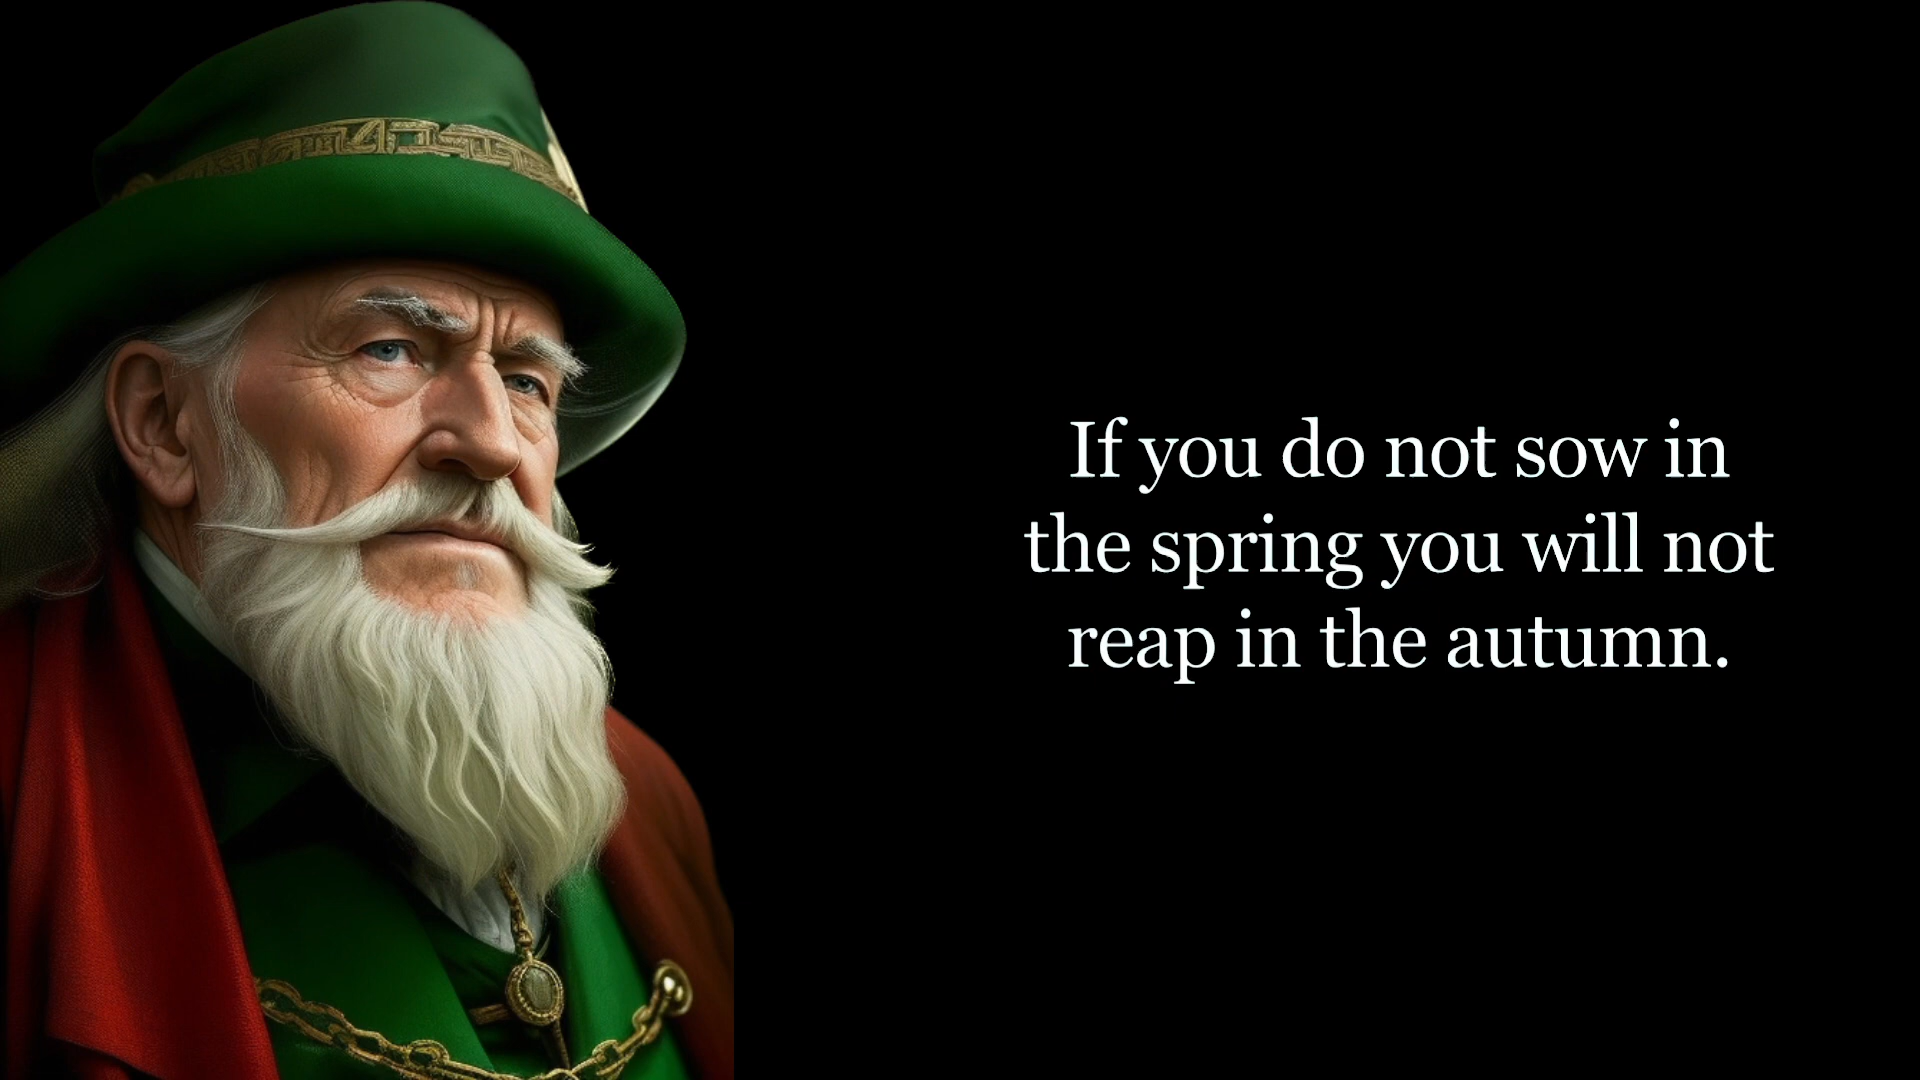 If you do not sow in
the spring you will not
reap in the autumn.